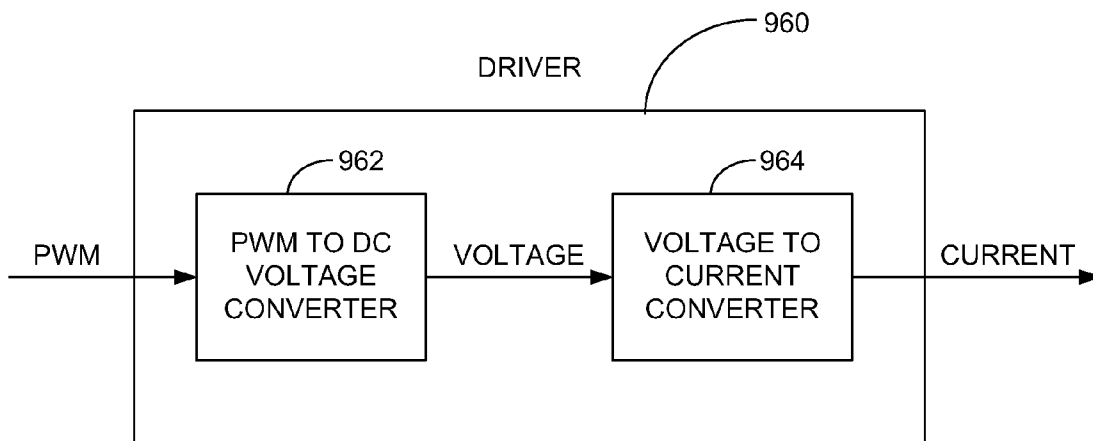 960
DRIVER
962
964
PWM
PWM TO DC
VOLTAGE
CONVERTER
VOLTAGE
VOLTAGE TO
CURRENT
CONVERTER
CURRENT